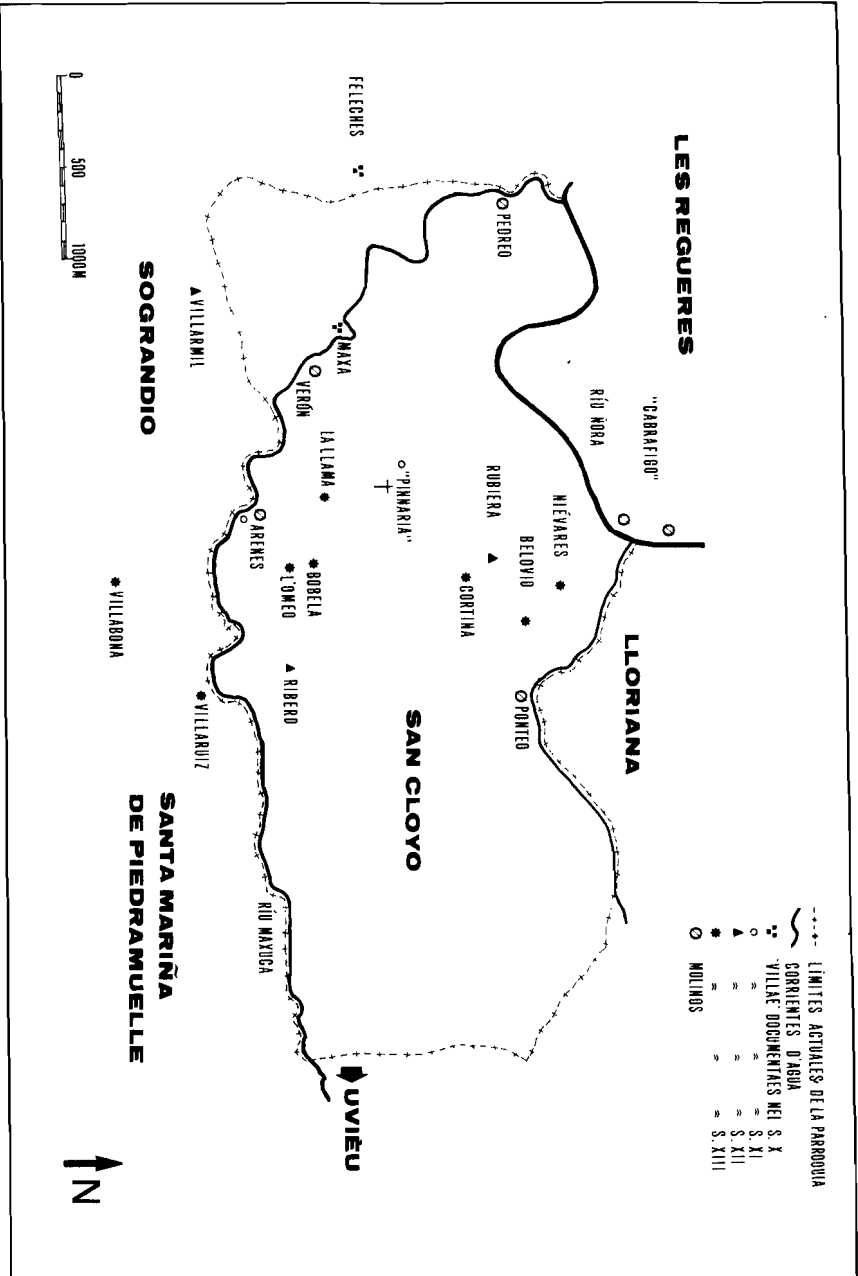 LES REGUERES
LLORIANA
SAN CLOYO
SOGRANDIO
SANTA MARIÑA
DE PIEDRAMUELLE
UVIÉU
"CABRAFIGO"
RÍU NORA
NIÉVARES
BELOVIO
RUBIERA
CORTINA
PONTEO
"PINNARIA"
PEDREO
FELECHES
MAXA
VERÓN
LA LLAMA
ARENES
BOBELA
L'OMEO
RIBERO
VILLARMIL
VILLABONA
VILLARUIZ
RÍU MAXUCA
LÍMITES ACTUALES DE LA PARROQUIA
CORRIENTES D'AGUA
'VILLAE' DOCUMENTAES NEL S. X
" " " S. XI
" " " S. XII
" " " S. XIII
MOLINOS
0 500 1000M
N